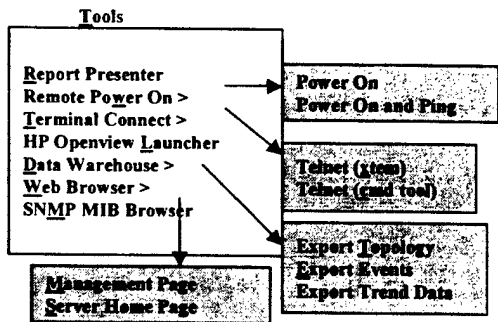 Tools
Report Presenter
Remote Power On >
Terminal Connect >
HP Openview Launcher
Data Warehouse >
Web Browser >
SNMP MIB Browser
Power On
Power On and Ping
Telnet (xtem)
Telnet (cmd tool)
Export Topology
Export Events
Export Trend Data
Management Page
Server Home Page